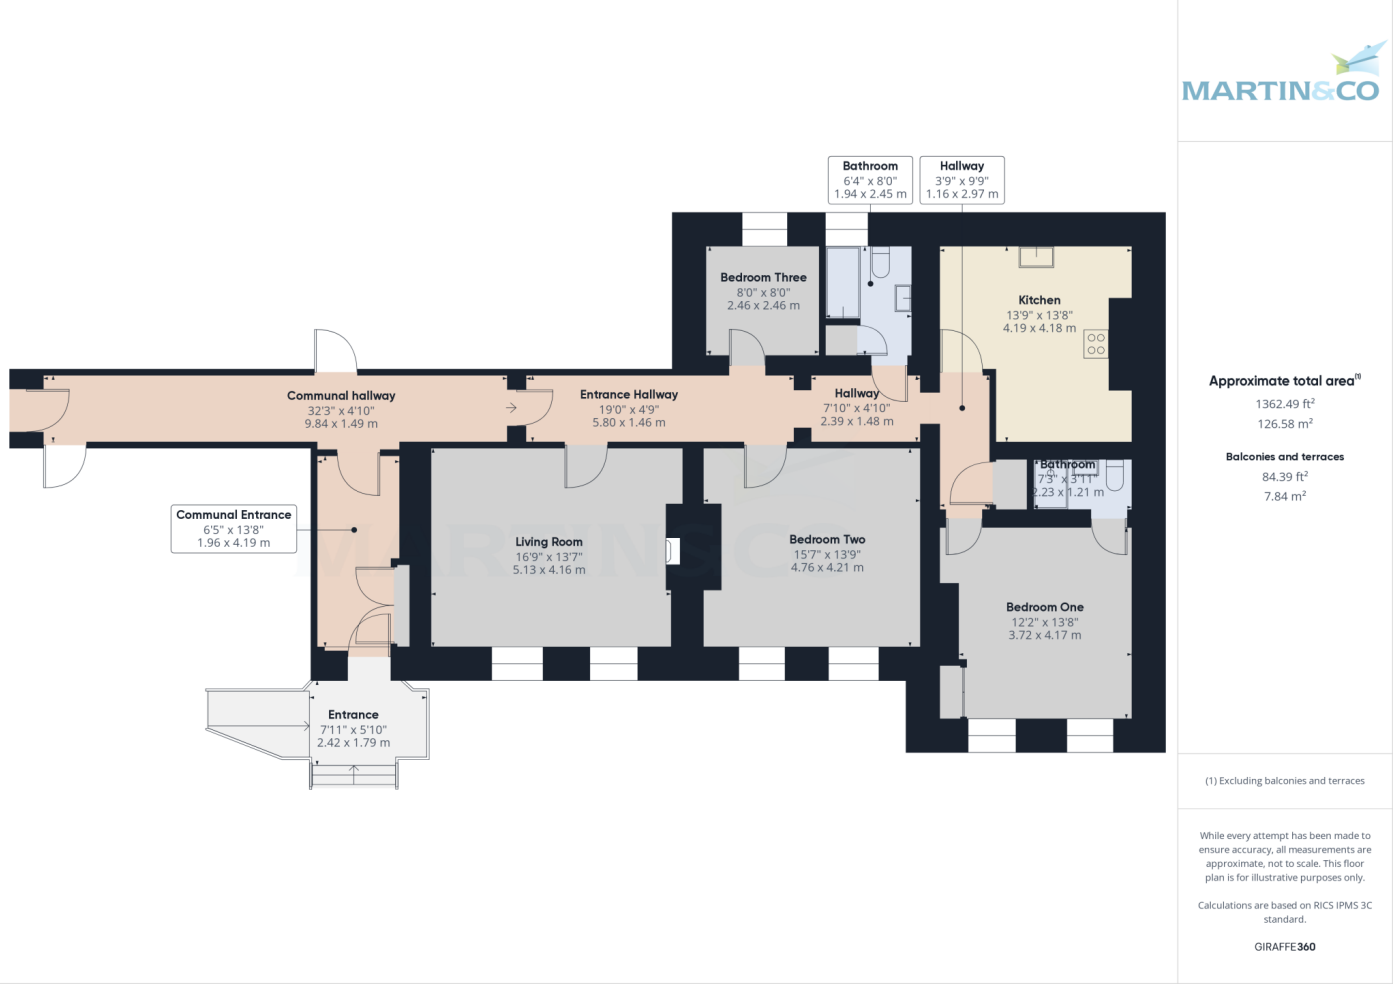 MARTIN&CO
Bathroom
6'4" x 8'0"
1.94 x 2.45 m
Hallway
3'9" x 9'9"
1.16 x 2.97 m
Bedroom Three
8'0" x 8'0"
2.46 x 2.46 m
Kitchen
13'9" x 13'8"
4.19 x 4.18 m
Communal hallway
32'3" x 4'10"
9.84 x 1.49 m
Entrance Hallway
19'0" x 4'9"
5.80 x 1.46 m
Hallway
7'10" x 4'10"
2.39 x 1.48 m
(1)
Bathroom
7'3" x 3'11"
2.23 x 1.21 m
Communal Entrance
6'5" x 13'8"
1.96 x 4.19 m
Living Room
16'9" x 13'7"
5.13 x 4.16 m
Bedroom Two
15'7" x 13'9"
4.76 x 4.21 m
Bedroom One
12'2" x 13'8"
3.72 x 4.17 m
Entrance
7'11" x 5'10"
2.42 x 1.79 m
MARTIN&CO
Approximate total area(1)
1362.49 ft²
126.58 m²
Balconies and terraces
84.39 ft²
7.84 m²
(1) Excluding balconies and terraces
While every attempt has been made to
ensure accuracy, all measurements are
approximate, not to scale. This floor
plan is for illustrative purposes only.
Calculations are based on RICS IPMS 3C
standard.
GIRAFFE360